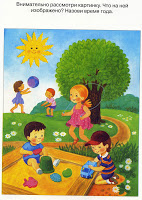 Внимательно рассмотри картинку. Что на ней
изображено? Назови время года.